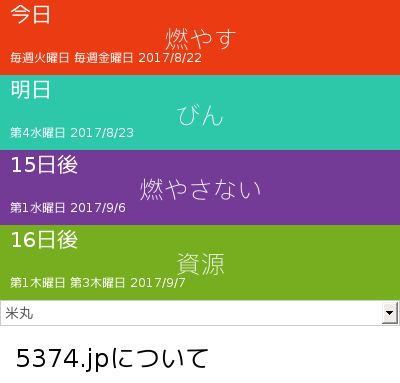 今日
燃やす
毎週火曜日 毎週金曜日 2017/8/22
明日
びん
第4水曜日 2017/8/23
15日後
燃やさない
第1水曜日 2017/9/6
16日後
資源
第1木曜日 第3木曜日 2017/9/7
米丸
5374.jpについて